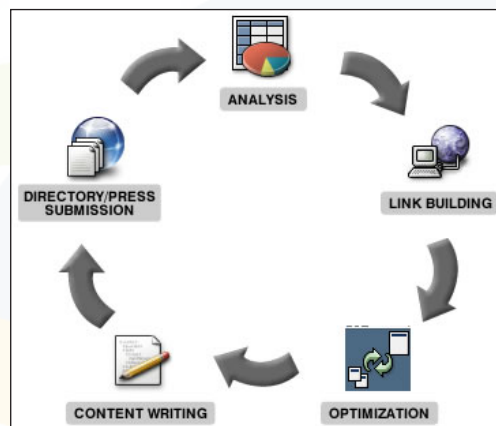 ANALYSIS
LINK BUILDING
OPTIMIZATION
CONTENT WRITING
DIRECTORY/PRESS
SUBMISSION